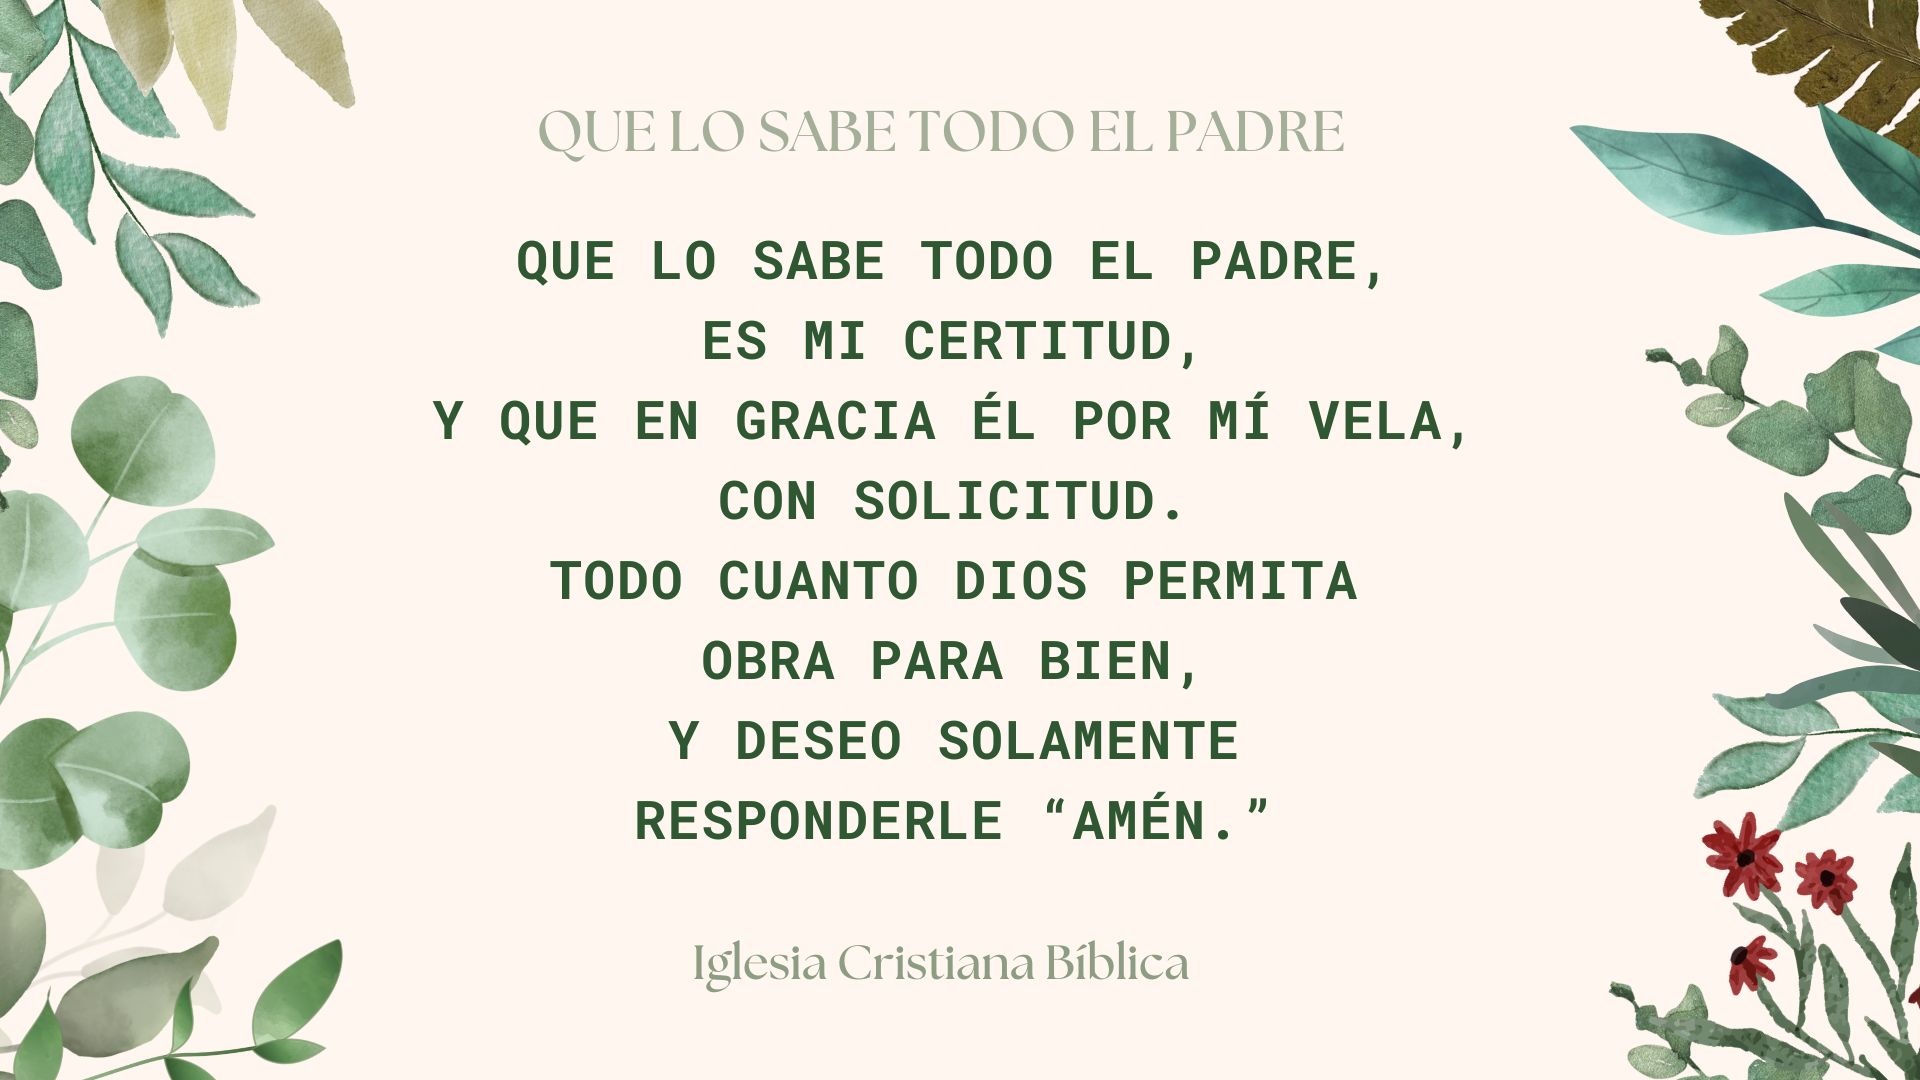 QUE LO SABE TODO EL PADRE
QUE LO SABE TODO EL PADRE,
ES MI CERTITUD,
Y QUE EN GRACIA ÉL POR MÍ VELA,
CON SOLICITUD.
TODO CUANTO DIOS PERMITA
OBRA PARA BIEN,
Y DESEO SOLAMENTE
RESPONDERLE “AMÉN.”
Iglesia Cristiana Bíblica